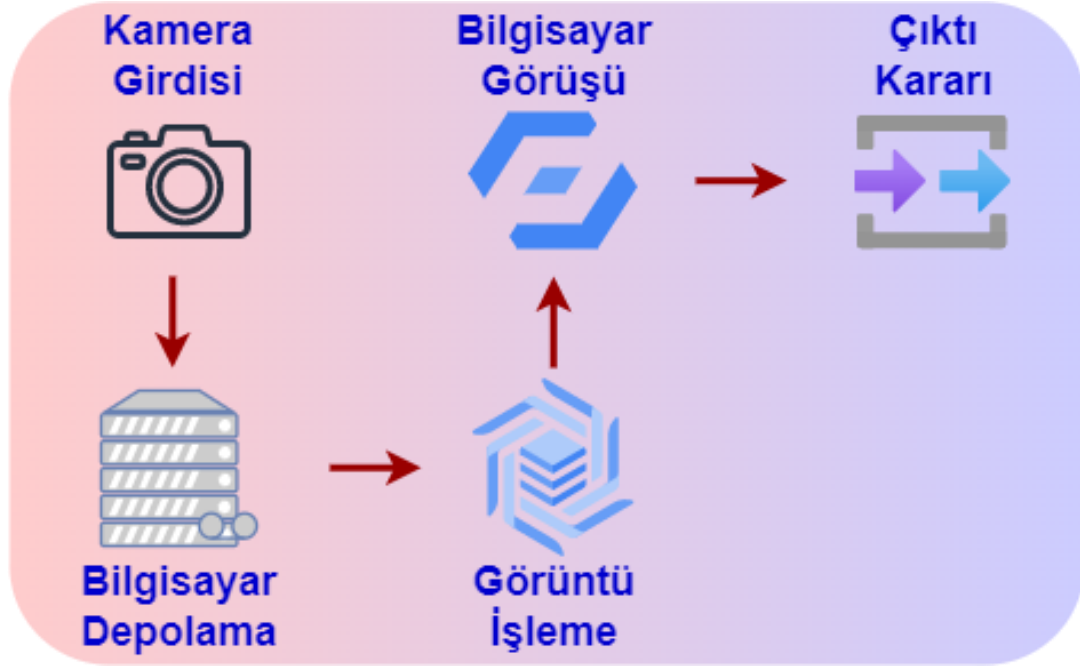 Kamera
Girdisi
Bilgisayar
Görüşü
Çıktı
Kararı
Bilgisayar
Depolama
Görüntü
İşleme